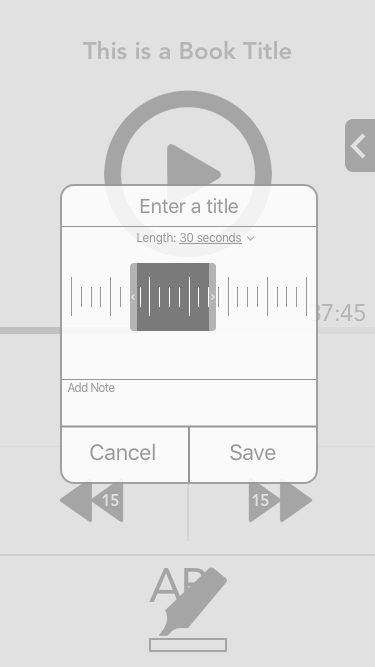 This is a Book Title
Enter a title
Length: 30 seconds
37:45
Add Note
Cancel
Save
15
15
AB